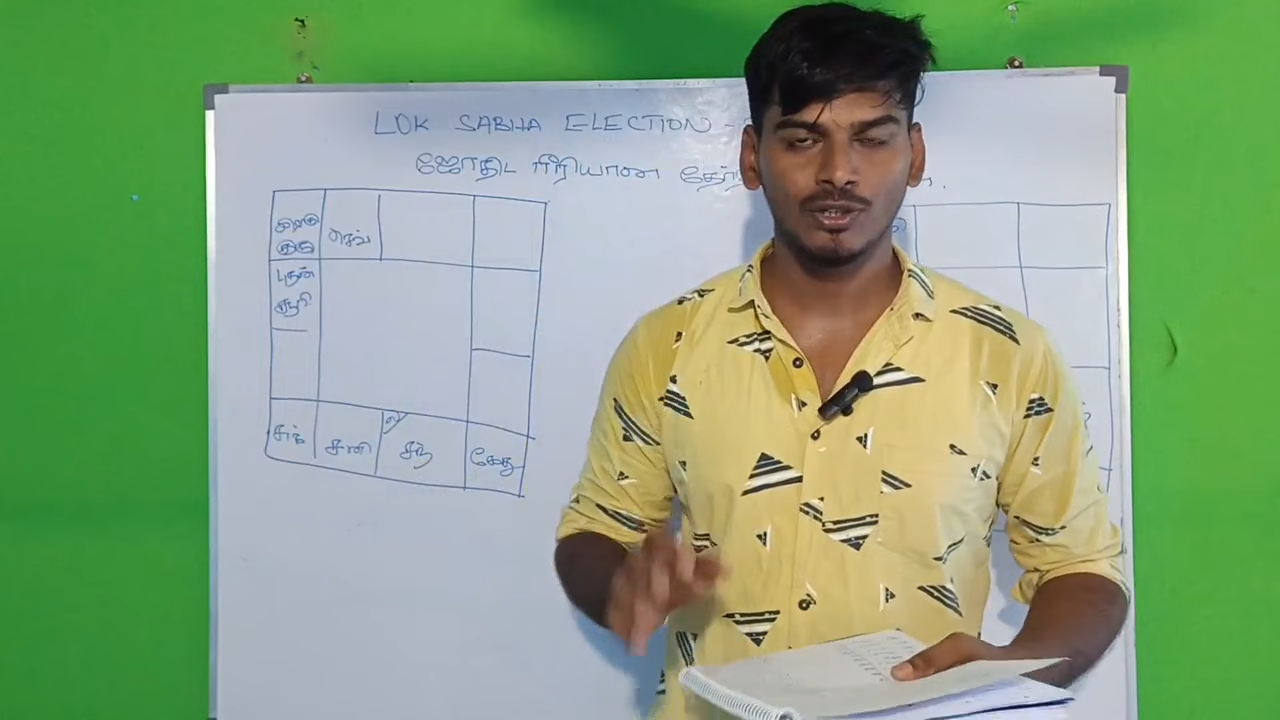 LOK SABHA ELECTION -
ஜோதிட ரீதியான
ராகு செவ்
குரு
புதன்
சூரி
சுக் சனி ல சந் கேது